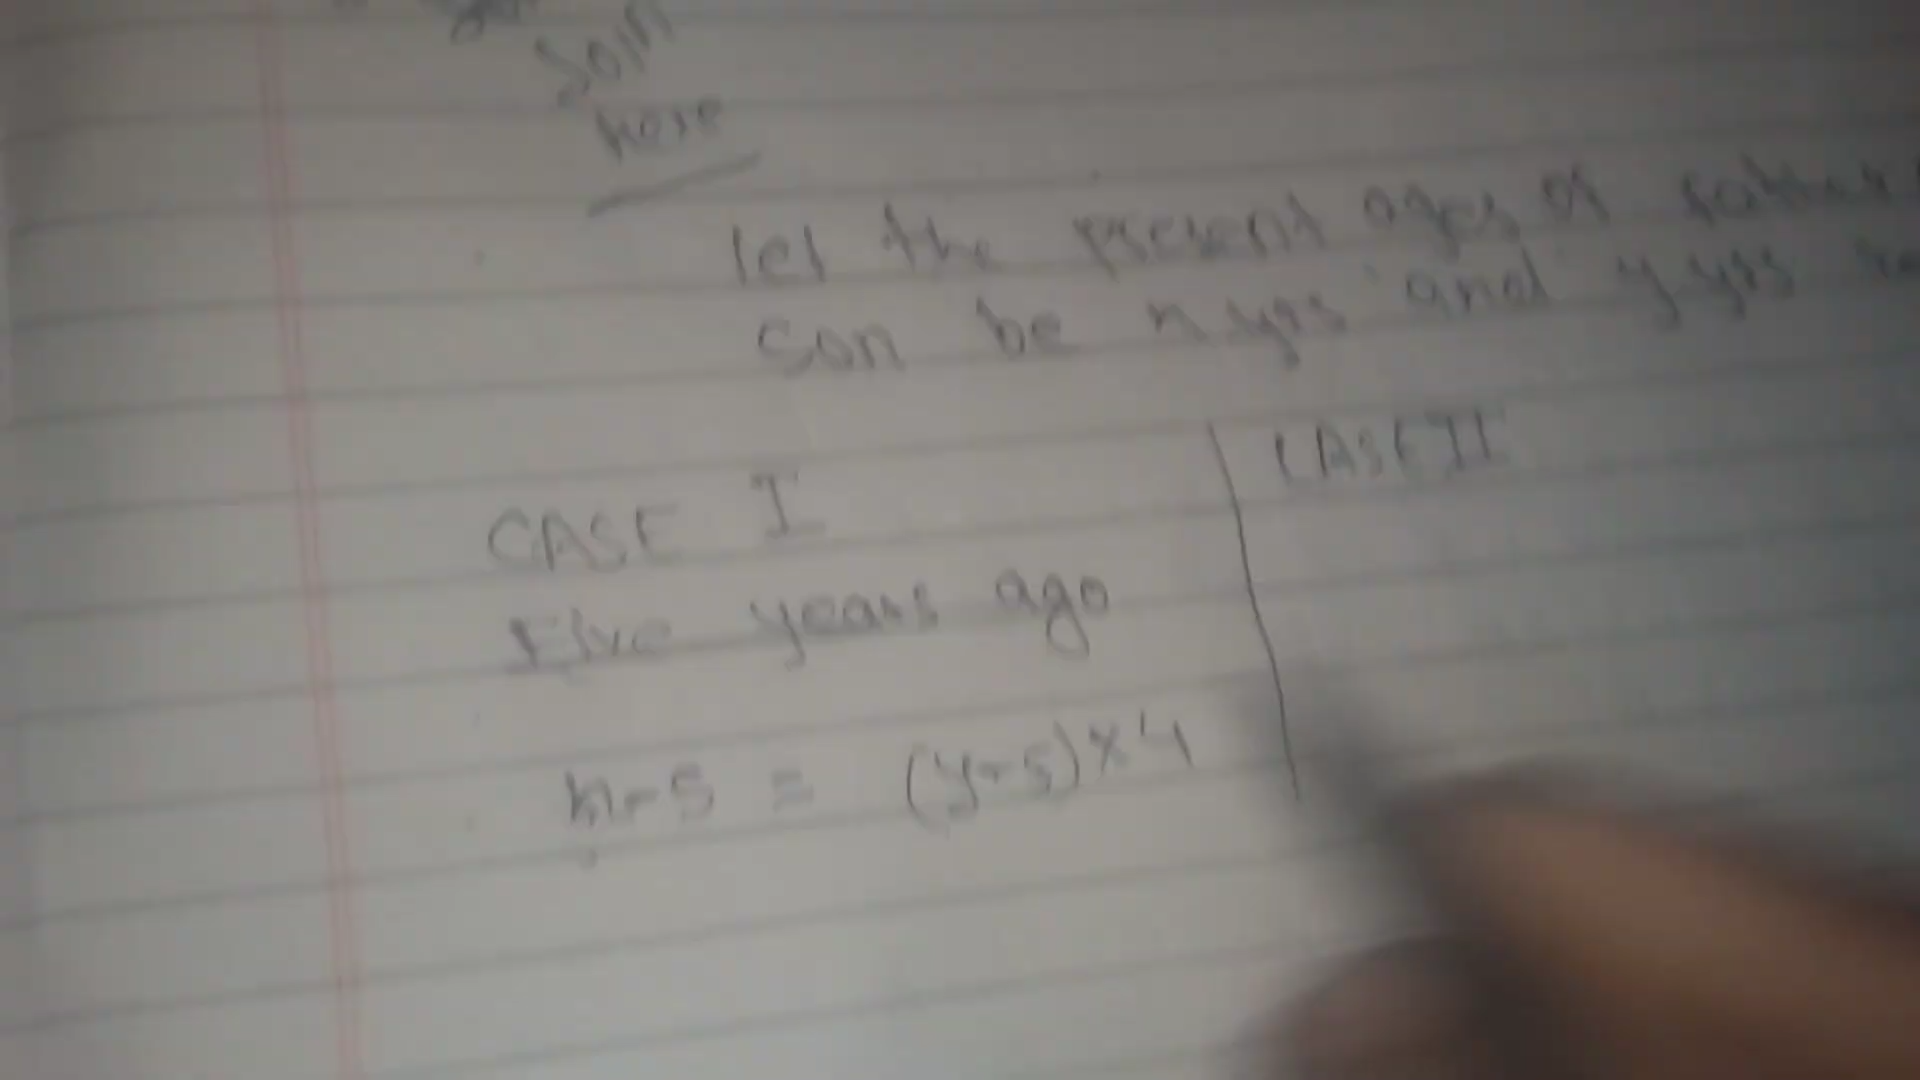 Soln
here
let the present ages of father
son be x yrs and y yrs
CASE I
Five years ago
x-5 = (y-5)×4
CASE II